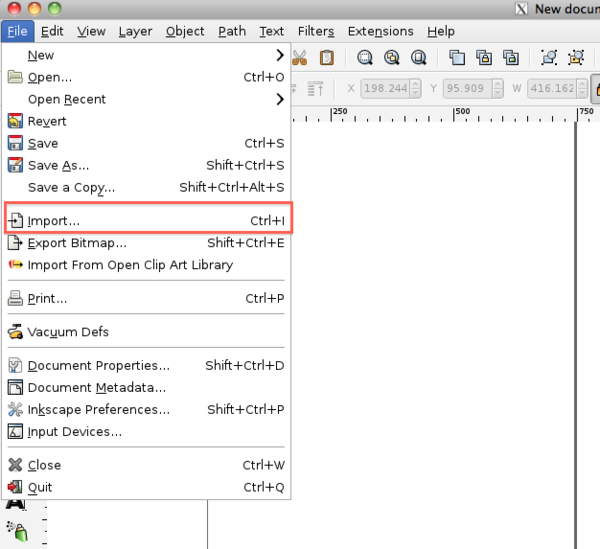 New docum
File Edit View Layer Object Path Text Filters Extensions Help
New
Open... Ctrl+O
Open Recent
Revert
Save Ctrl+S
Save As... Shift+Ctrl+S
Save a Copy... Shift+Ctrl+Alt+S
Import... Ctrl+I
Export Bitmap... Shift+Ctrl+E
Import From Open Clip Art Library
Print... Ctrl+P
Vacuum Defs
Document Properties... Shift+Ctrl+D
Document Metadata...
Inkscape Preferences... Shift+Ctrl+P
Input Devices...
Close Ctrl+W
Quit Ctrl+Q
X 198.244 Y 95.909 W 416.162
250 500 750